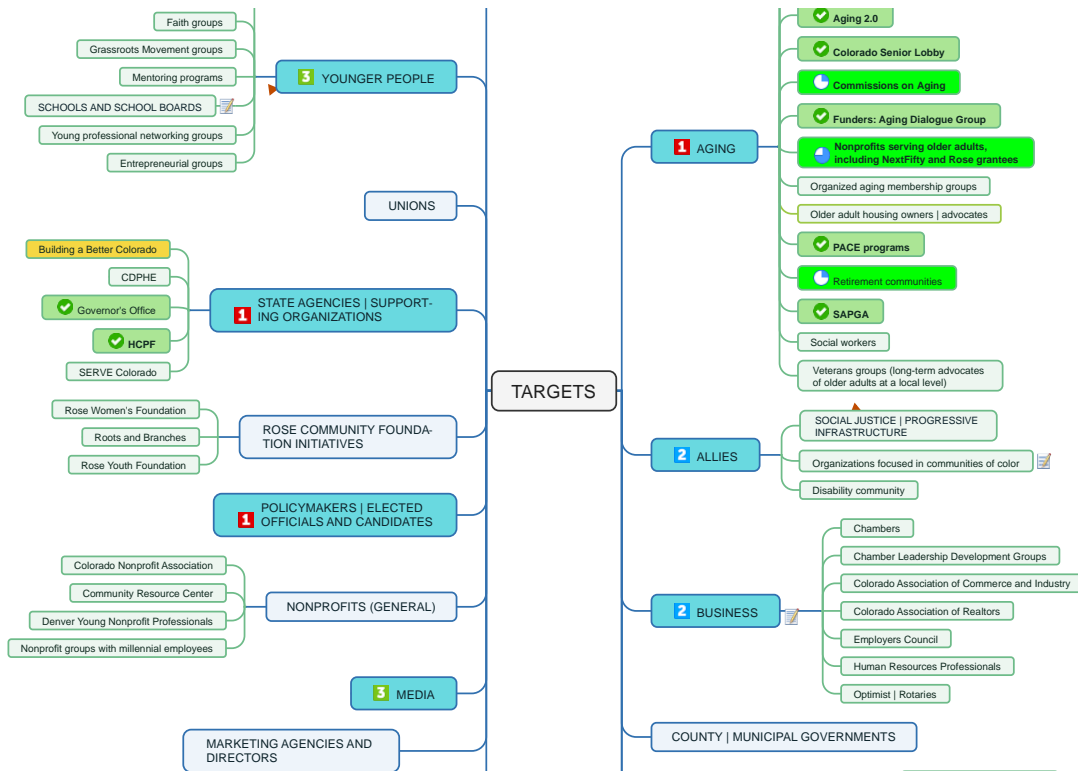 Faith groups
Grassroots Movement groups
Mentoring programs
SCHOOLS AND SCHOOL BOARDS
Young professional networking groups
Entrepreneurial groups
3 YOUNGER PEOPLE
UNIONS
Building a Better Colorado
CDPHE
Governor's Office
HCPF
SERVE Colorado
STATE AGENCIES | SUPPORT-
1 ING ORGANIZATIONS
Rose Women's Foundation
Roots and Branches
Rose Youth Foundation
ROSE COMMUNITY FOUNDA-
TION INITIATIVES
POLICYMAKERS | ELECTED
1 OFFICIALS AND CANDIDATES
Colorado Nonprofit Association
Community Resource Center
Denver Young Nonprofit Professionals
Nonprofit groups with millennial employees
NONPROFITS (GENERAL)
3 MEDIA
MARKETING AGENCIES AND
DIRECTORS
TARGETS
1 AGING
Aging 2.0
Colorado Senior Lobby
Commissions on Aging
Funders: Aging Dialogue Group
Nonprofits serving older adults,
including NextFifty and Rose grantees
Organized aging membership groups
Older adult housing owners | advocates
PACE programs
Retirement communities
SAPGA
Social workers
Veterans groups (long-term advocates
of older adults at a local level)
2 ALLIES
SOCIAL JUSTICE | PROGRESSIVE
INFRASTRUCTURE
Organizations focused in communities of color
Disability community
2 BUSINESS
Chambers
Chamber Leadership Development Groups
Colorado Association of Commerce and Industry
Colorado Association of Realtors
Employers Council
Human Resources Professionals
Optimist | Rotaries
COUNTY | MUNICIPAL GOVERNMENTS